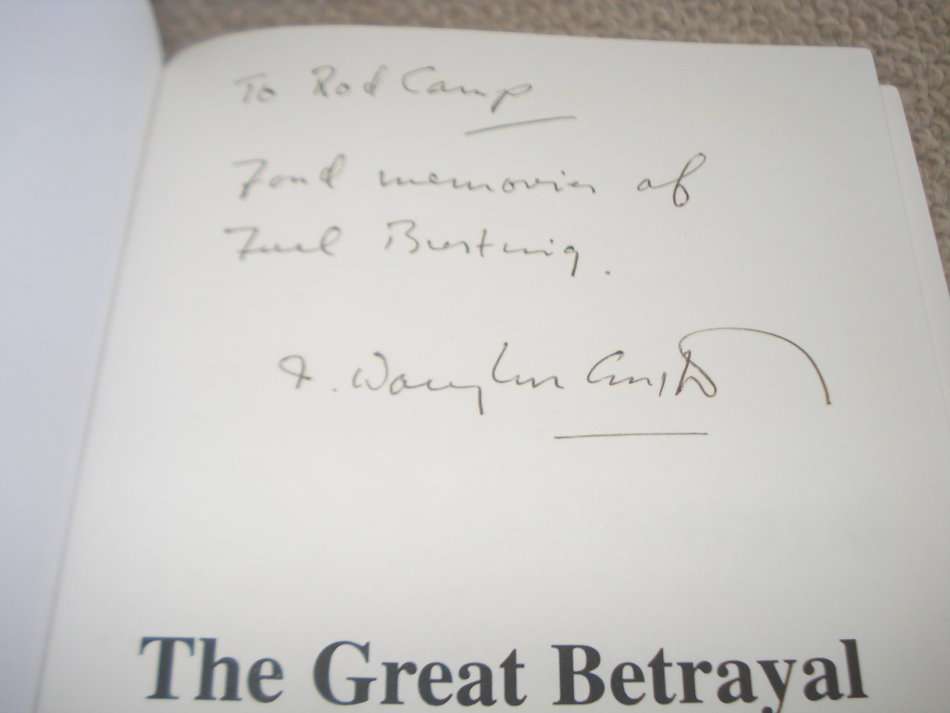 To Rod Camp
Fond memories of
Fuel Busting.
I. Douglas Smith
The Great Betrayal